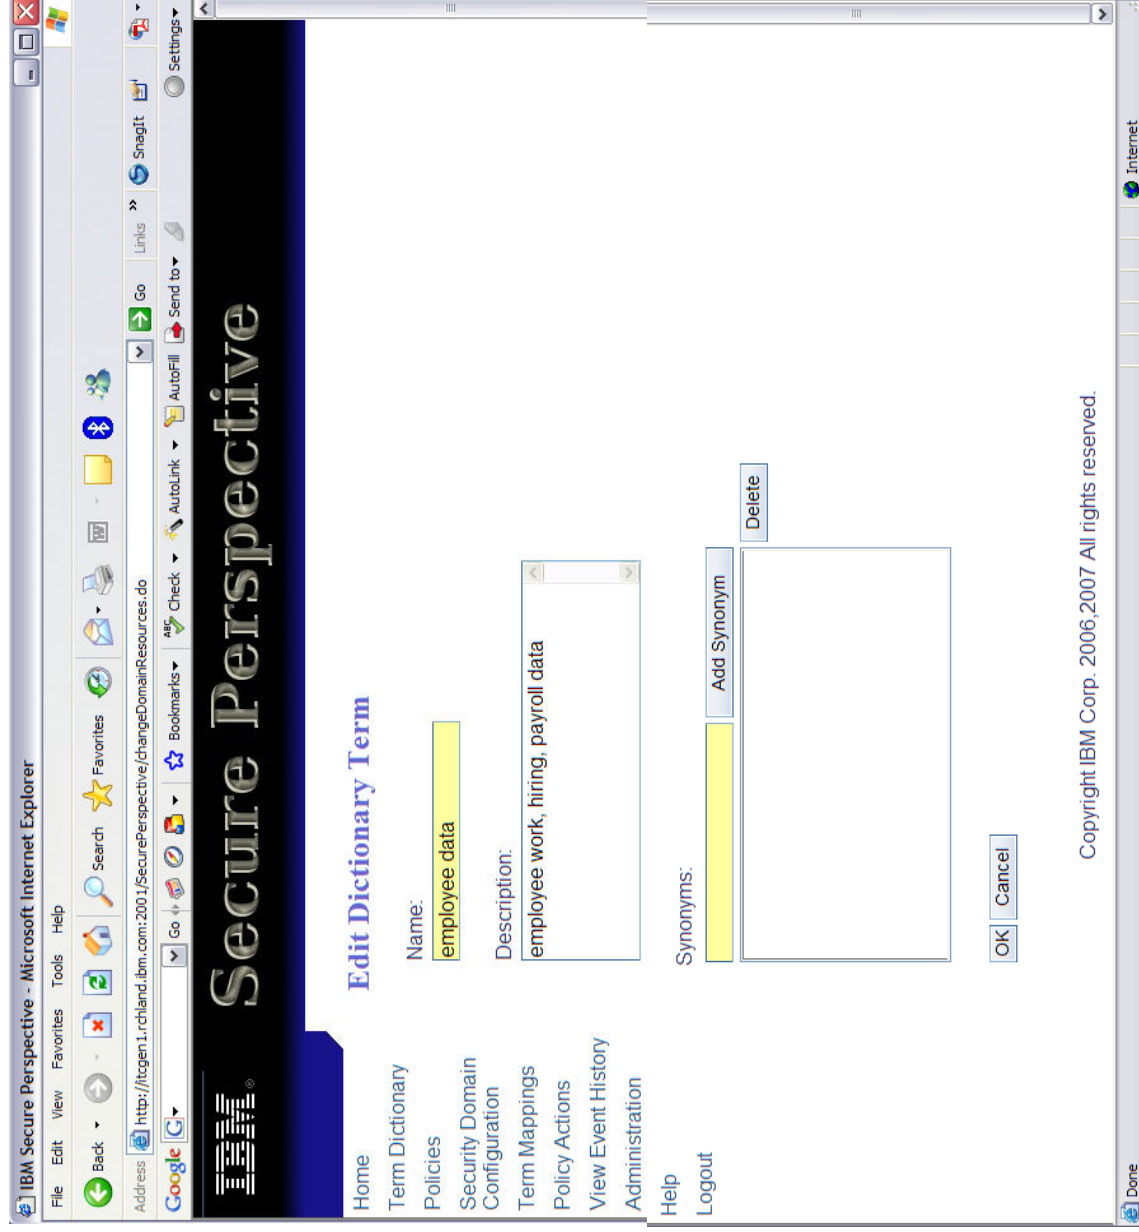 IBM Secure Perspective - Microsoft Internet Explorer
File Edit View Favorites Tools Help
Back Search Favorites
Address http://itcgen1.rchland.ibm.com:2001/SecurePerspective/changeDomainResources.do Go Links » SnagIt
Google G Go Bookmarks ABC Check AutoLink AutoFill Send to Settings
IBM® Secure Perspective
Home
Term Dictionary
Policies
Security Domain
Configuration
Term Mappings
Policy Actions
View Event History
Administration
Help
Logout
Edit Dictionary Term
Name:
employee data
Description:
employee work, hiring, payroll data
Synonyms:
Add Synonym
Delete
OK Cancel
Copyright IBM Corp. 2006,2007 All rights reserved.
Done Internet